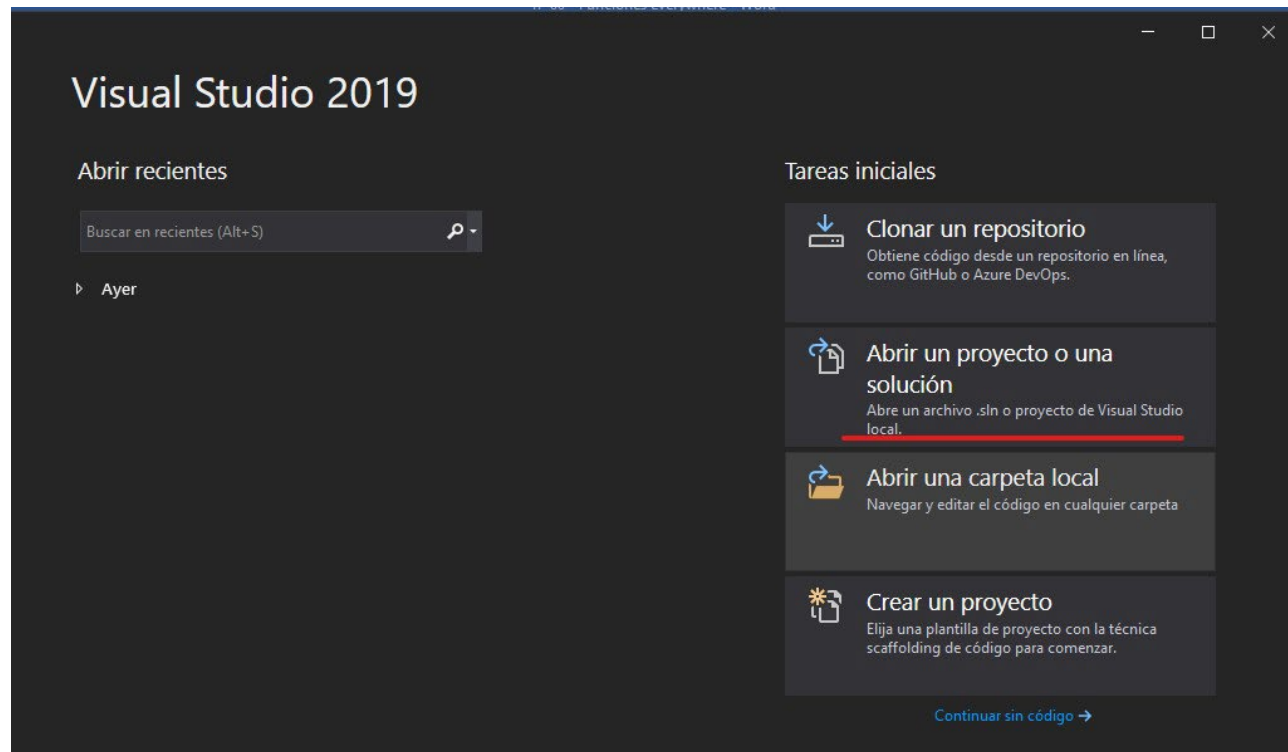 Funciones Everywhere - Word
Visual Studio 2019
Abrir recientes
Buscar en recientes (Alt+S)
Ayer
Tareas iniciales
Clonar un repositorio
Obtiene código desde un repositorio en línea,
como GitHub o Azure DevOps.
Abrir un proyecto o una
solución
Abre un archivo .sln o proyecto de Visual Studio
local.
Abrir una carpeta local
Navegar y editar el código en cualquier carpeta
Crear un proyecto
Elija una plantilla de proyecto con la técnica
scaffolding de código para comenzar.
Continuar sin código →